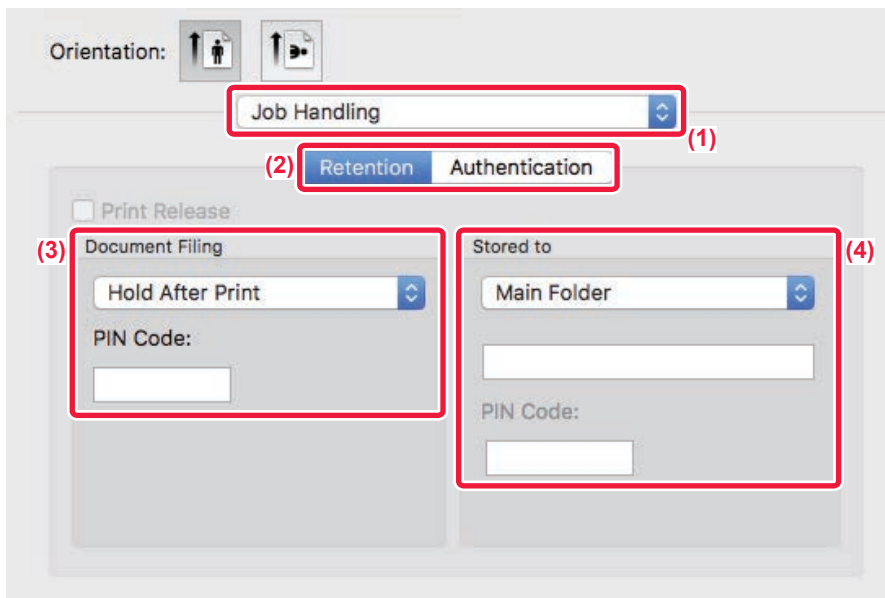 Orientation:
Job Handling
(1)
(2) Retention Authentication
Print Release
(3) Document Filing
Hold After Print
PIN Code:
Stored to (4)
Main Folder
PIN Code: